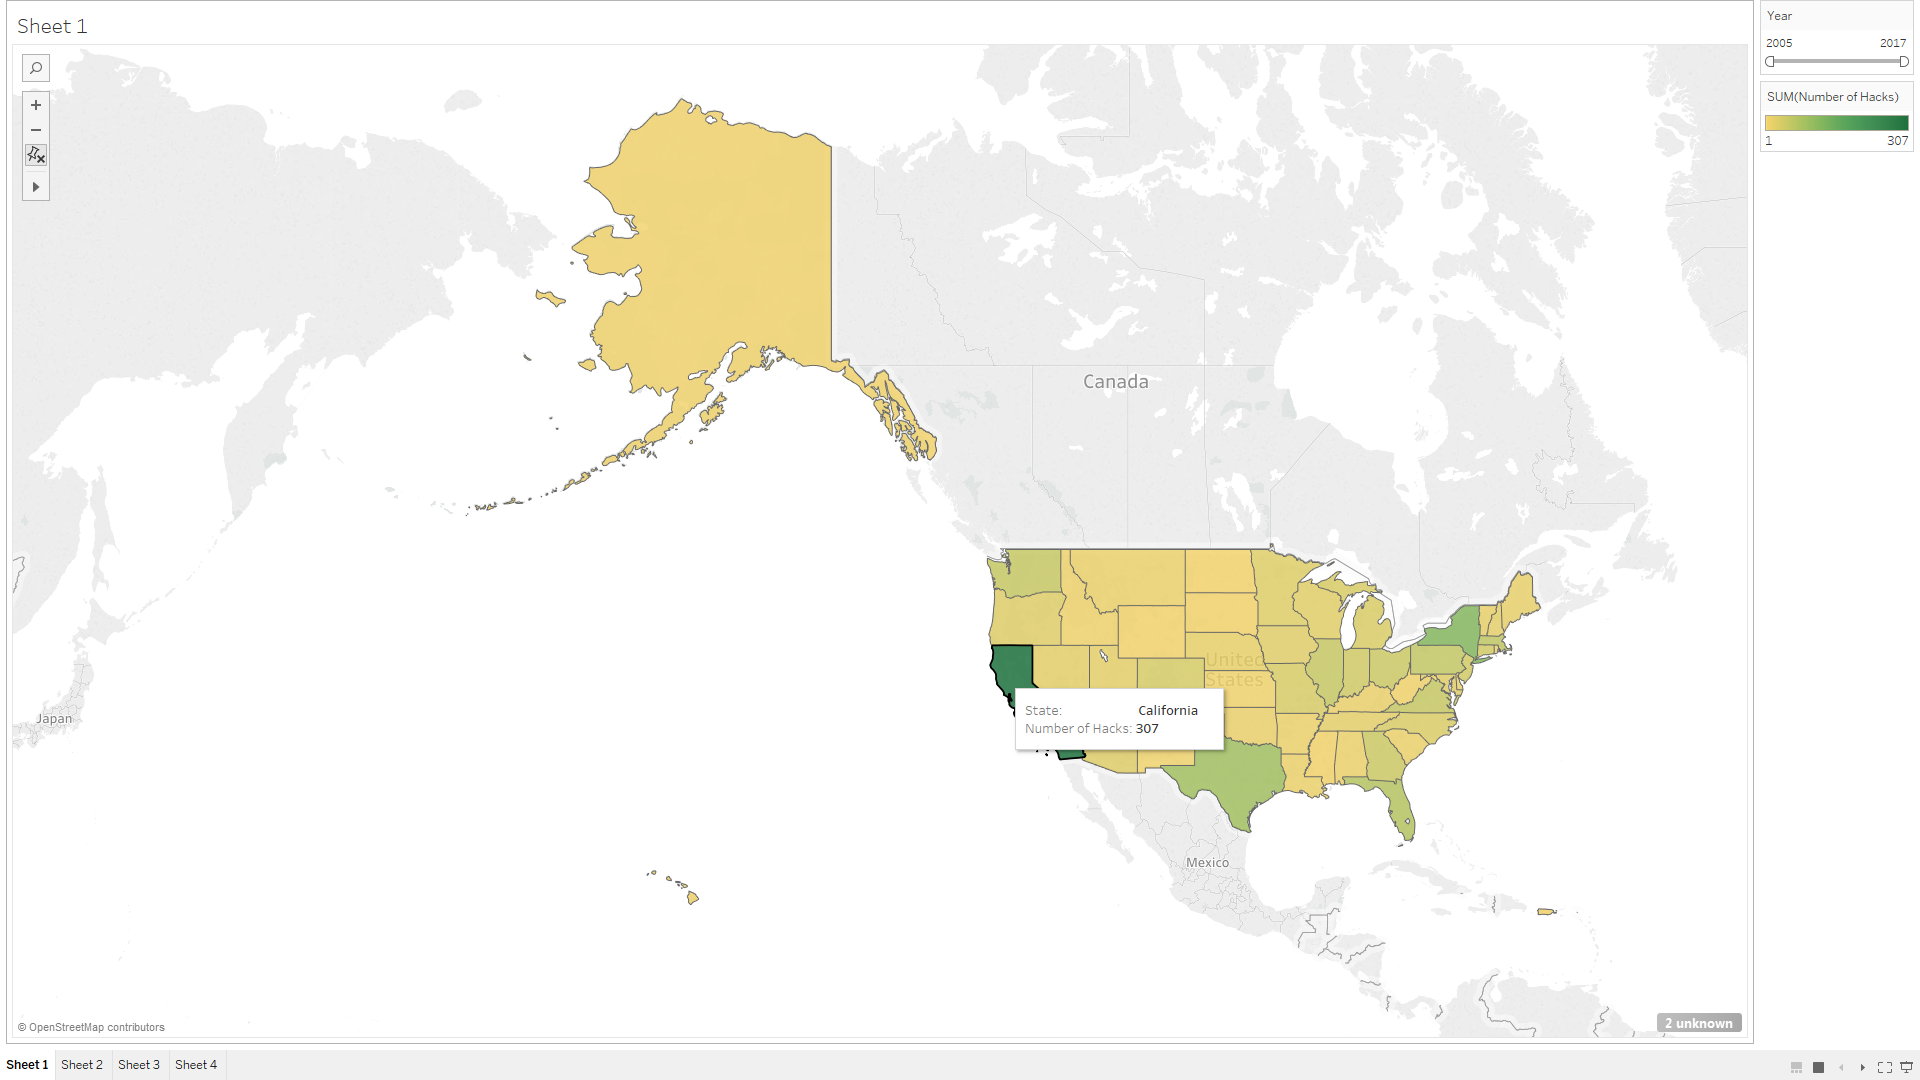 Sheet 1
Year
2005 2017
SUM(Number of Hacks)
1 307
Canada
United
States
State: California
Number of Hacks: 307
Japan
Mexico
© OpenStreetMap contributors
2 unknown
Sheet 1 Sheet 2 Sheet 3 Sheet 4